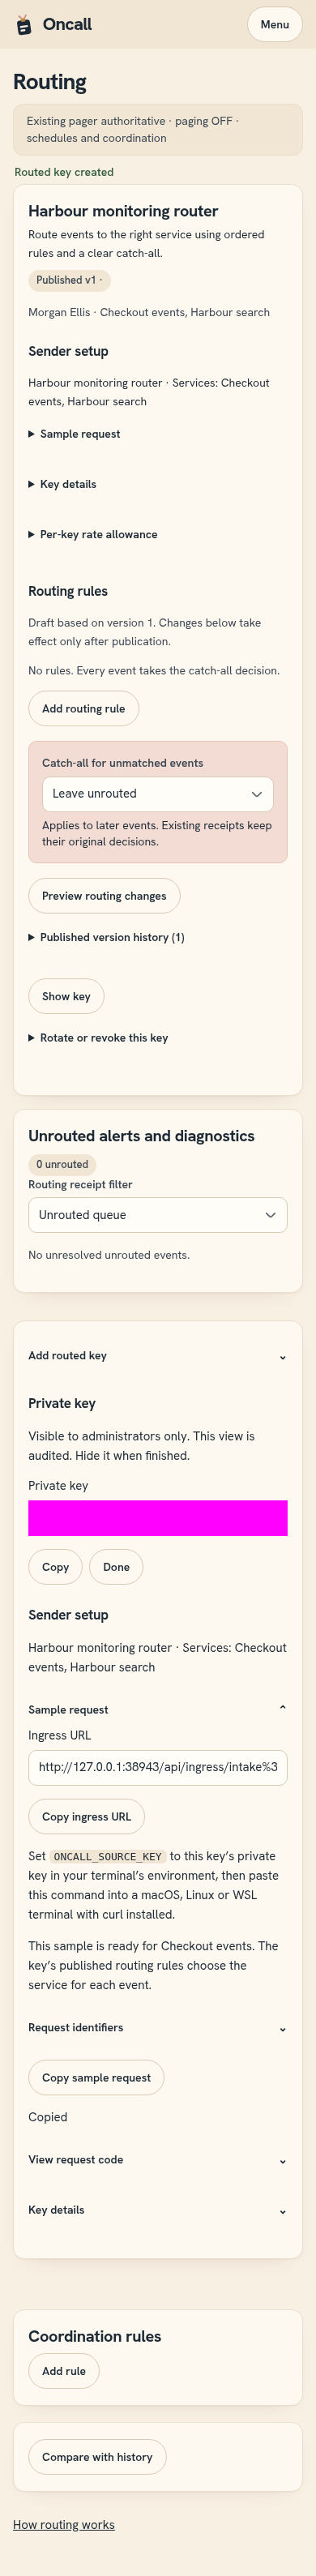 Oncall
Menu
Routing
Existing pager authoritative · paging OFF ·
schedules and coordination
Routed key created
Harbour monitoring router
Route events to the right service using ordered
rules and a clear catch-all.
Published v1 ·
Morgan Ellis · Checkout events, Harbour search
Sender setup
Harbour monitoring router · Services: Checkout
events, Harbour search
Sample request
Key details
Per-key rate allowance
Routing rules
Draft based on version 1. Changes below take
effect only after publication.
No rules. Every event takes the catch-all decision.
Add routing rule
Catch-all for unmatched events
Leave unrouted
Applies to later events. Existing receipts keep
their original decisions.
Preview routing changes
Published version history (1)
Show key
Rotate or revoke this key
Unrouted alerts and diagnostics
0 unrouted
Routing receipt filter
Unrouted queue
No unresolved unrouted events.
Add routed key
Private key
Visible to administrators only. This view is
audited. Hide it when finished.
Private key
Copy
Done
Sender setup
Harbour monitoring router · Services: Checkout
events, Harbour search
Sample request
Ingress URL
http://127.0.0.1:38943/api/ingress/intake%3
Copy ingress URL
Set ONCALL_SOURCE_KEY to this key’s private
key in your terminal’s environment, then paste
this command into a macOS, Linux or WSL
terminal with curl installed.
This sample is ready for Checkout events. The
key’s published routing rules choose the
service for each event.
Request identifiers
Copy sample request
Copied
View request code
Key details
Coordination rules
Add rule
Compare with history
How routing works